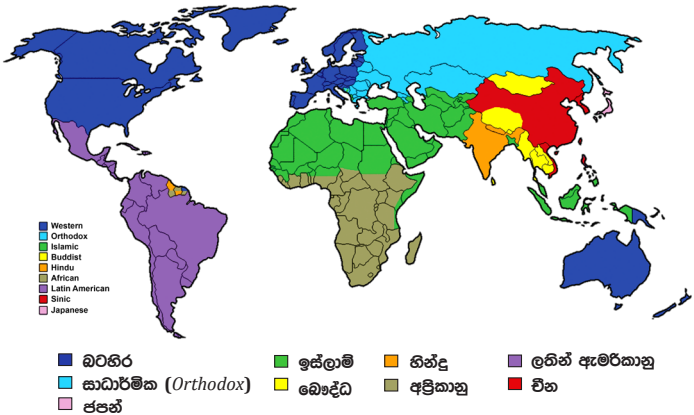 Western
Orthodox
Islamic
Buddist
Hindu
African
Latin American
Sinic
Japanese
බටහිර
ඉස්ලාම්
හින්දු
ලතින් ඇමරිකානු
සාධාර්මික (Orthodox)
බෞද්ධ
අප්‍රිකානු
චීන
ජපන්